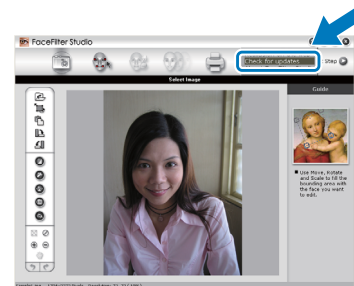 FaceFilter Studio
Check for updates
Step
Select Image
Guide
Use Move, Rotate
and Scale to fill the
bounding area with
the face you want
to edit.